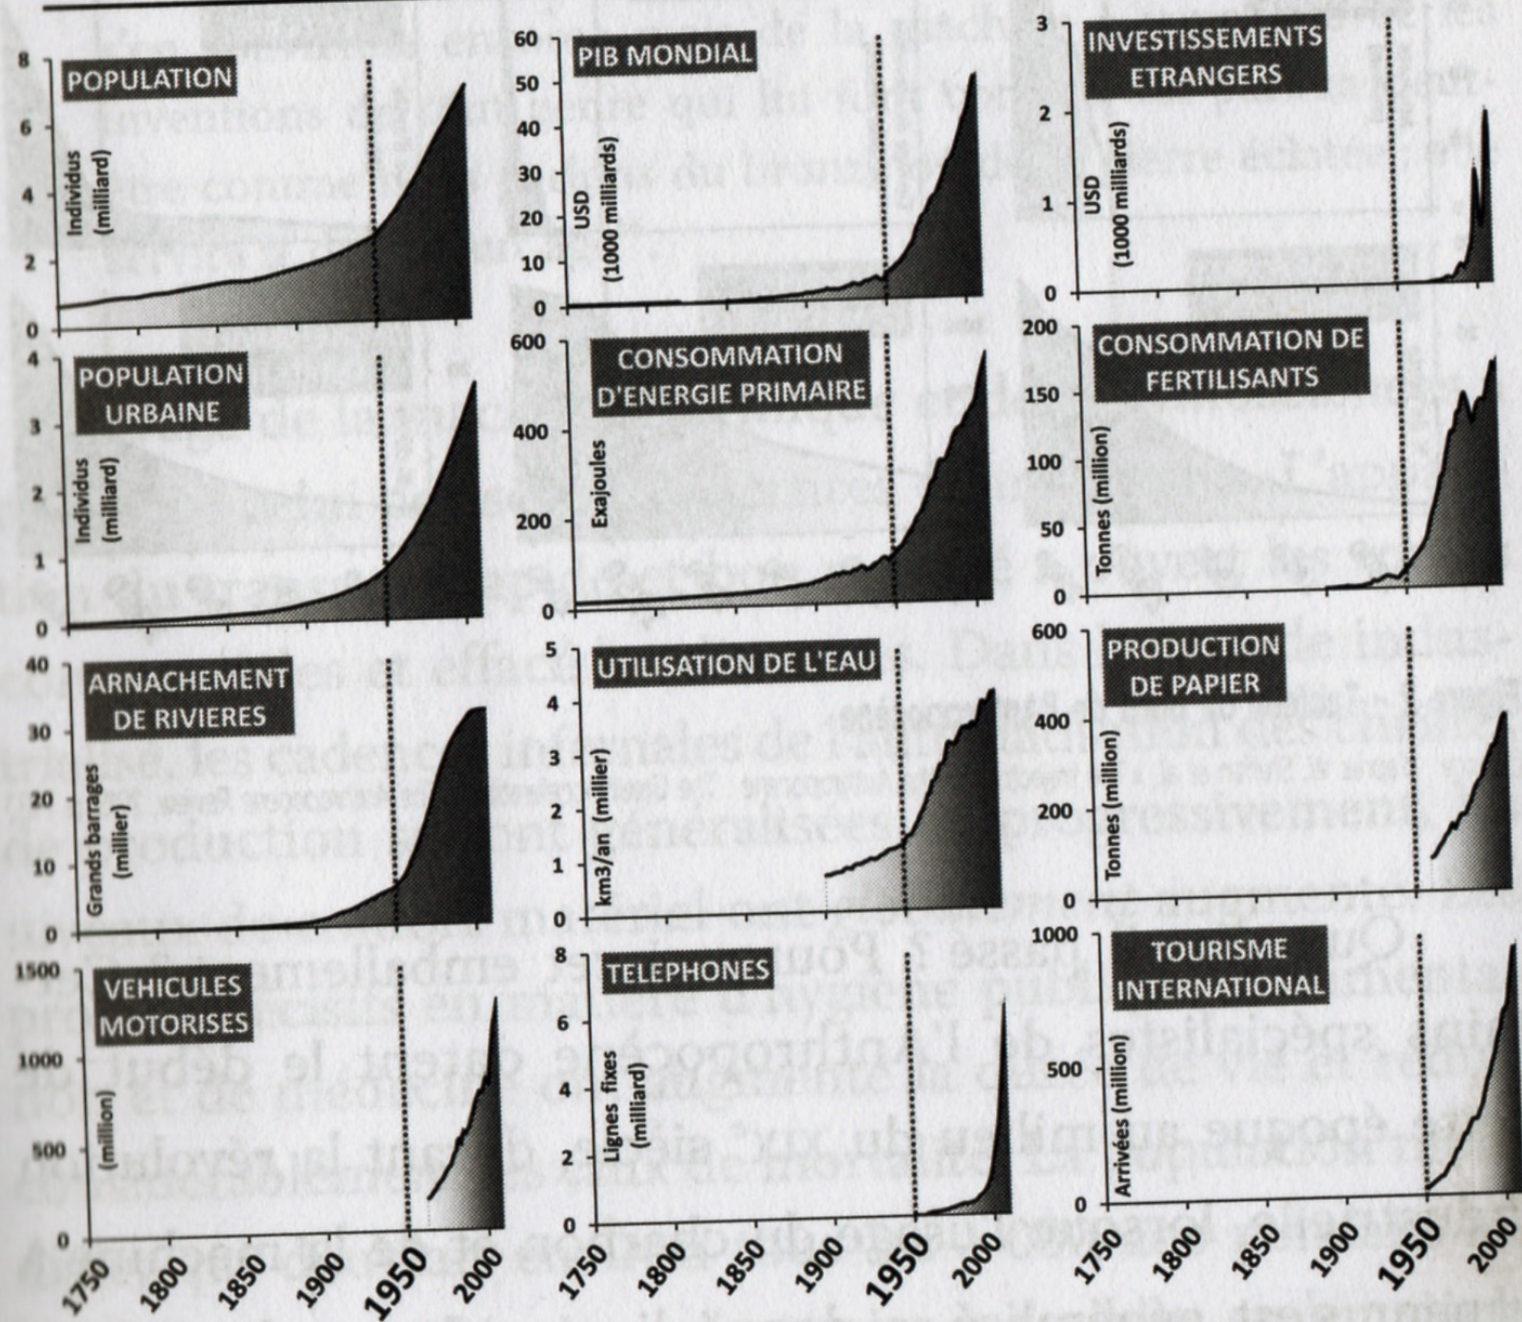 POPULATION
Individus
(milliard)
8
6
4
2
0
PIB MONDIAL
USD
(1000 milliards)
60
50
40
30
20
10
0
INVESTISSEMENTS
ETRANGERS
USD
(1000 milliards)
3
2
1
0
POPULATION
URBAINE
Individus
(milliard)
4
3
2
1
0
CONSOMMATION
D'ENERGIE PRIMAIRE
Exajoules
600
400
200
0
CONSOMMATION DE
FERTILISANTS
Tonnes (million)
200
150
100
50
0
ARNACHEMENT
DE RIVIERES
Grands barrages
(millier)
40
30
20
10
0
UTILISATION DE L'EAU
km3/an (millier)
5
4
3
2
1
0
PRODUCTION
DE PAPIER
Tonnes (million)
600
400
200
0
VEHICULES
MOTORISES
(million)
1500
1000
500
0
1750 1800 1850 1900 1950 2000
TELEPHONES
Lignes fixes
(milliard)
8
6
4
2
0
1750 1800 1850 1900 1950 2000
TOURISME
INTERNATIONAL
Arrivées (million)
1000
500
0
1750 1800 1850 1900 1950 2000